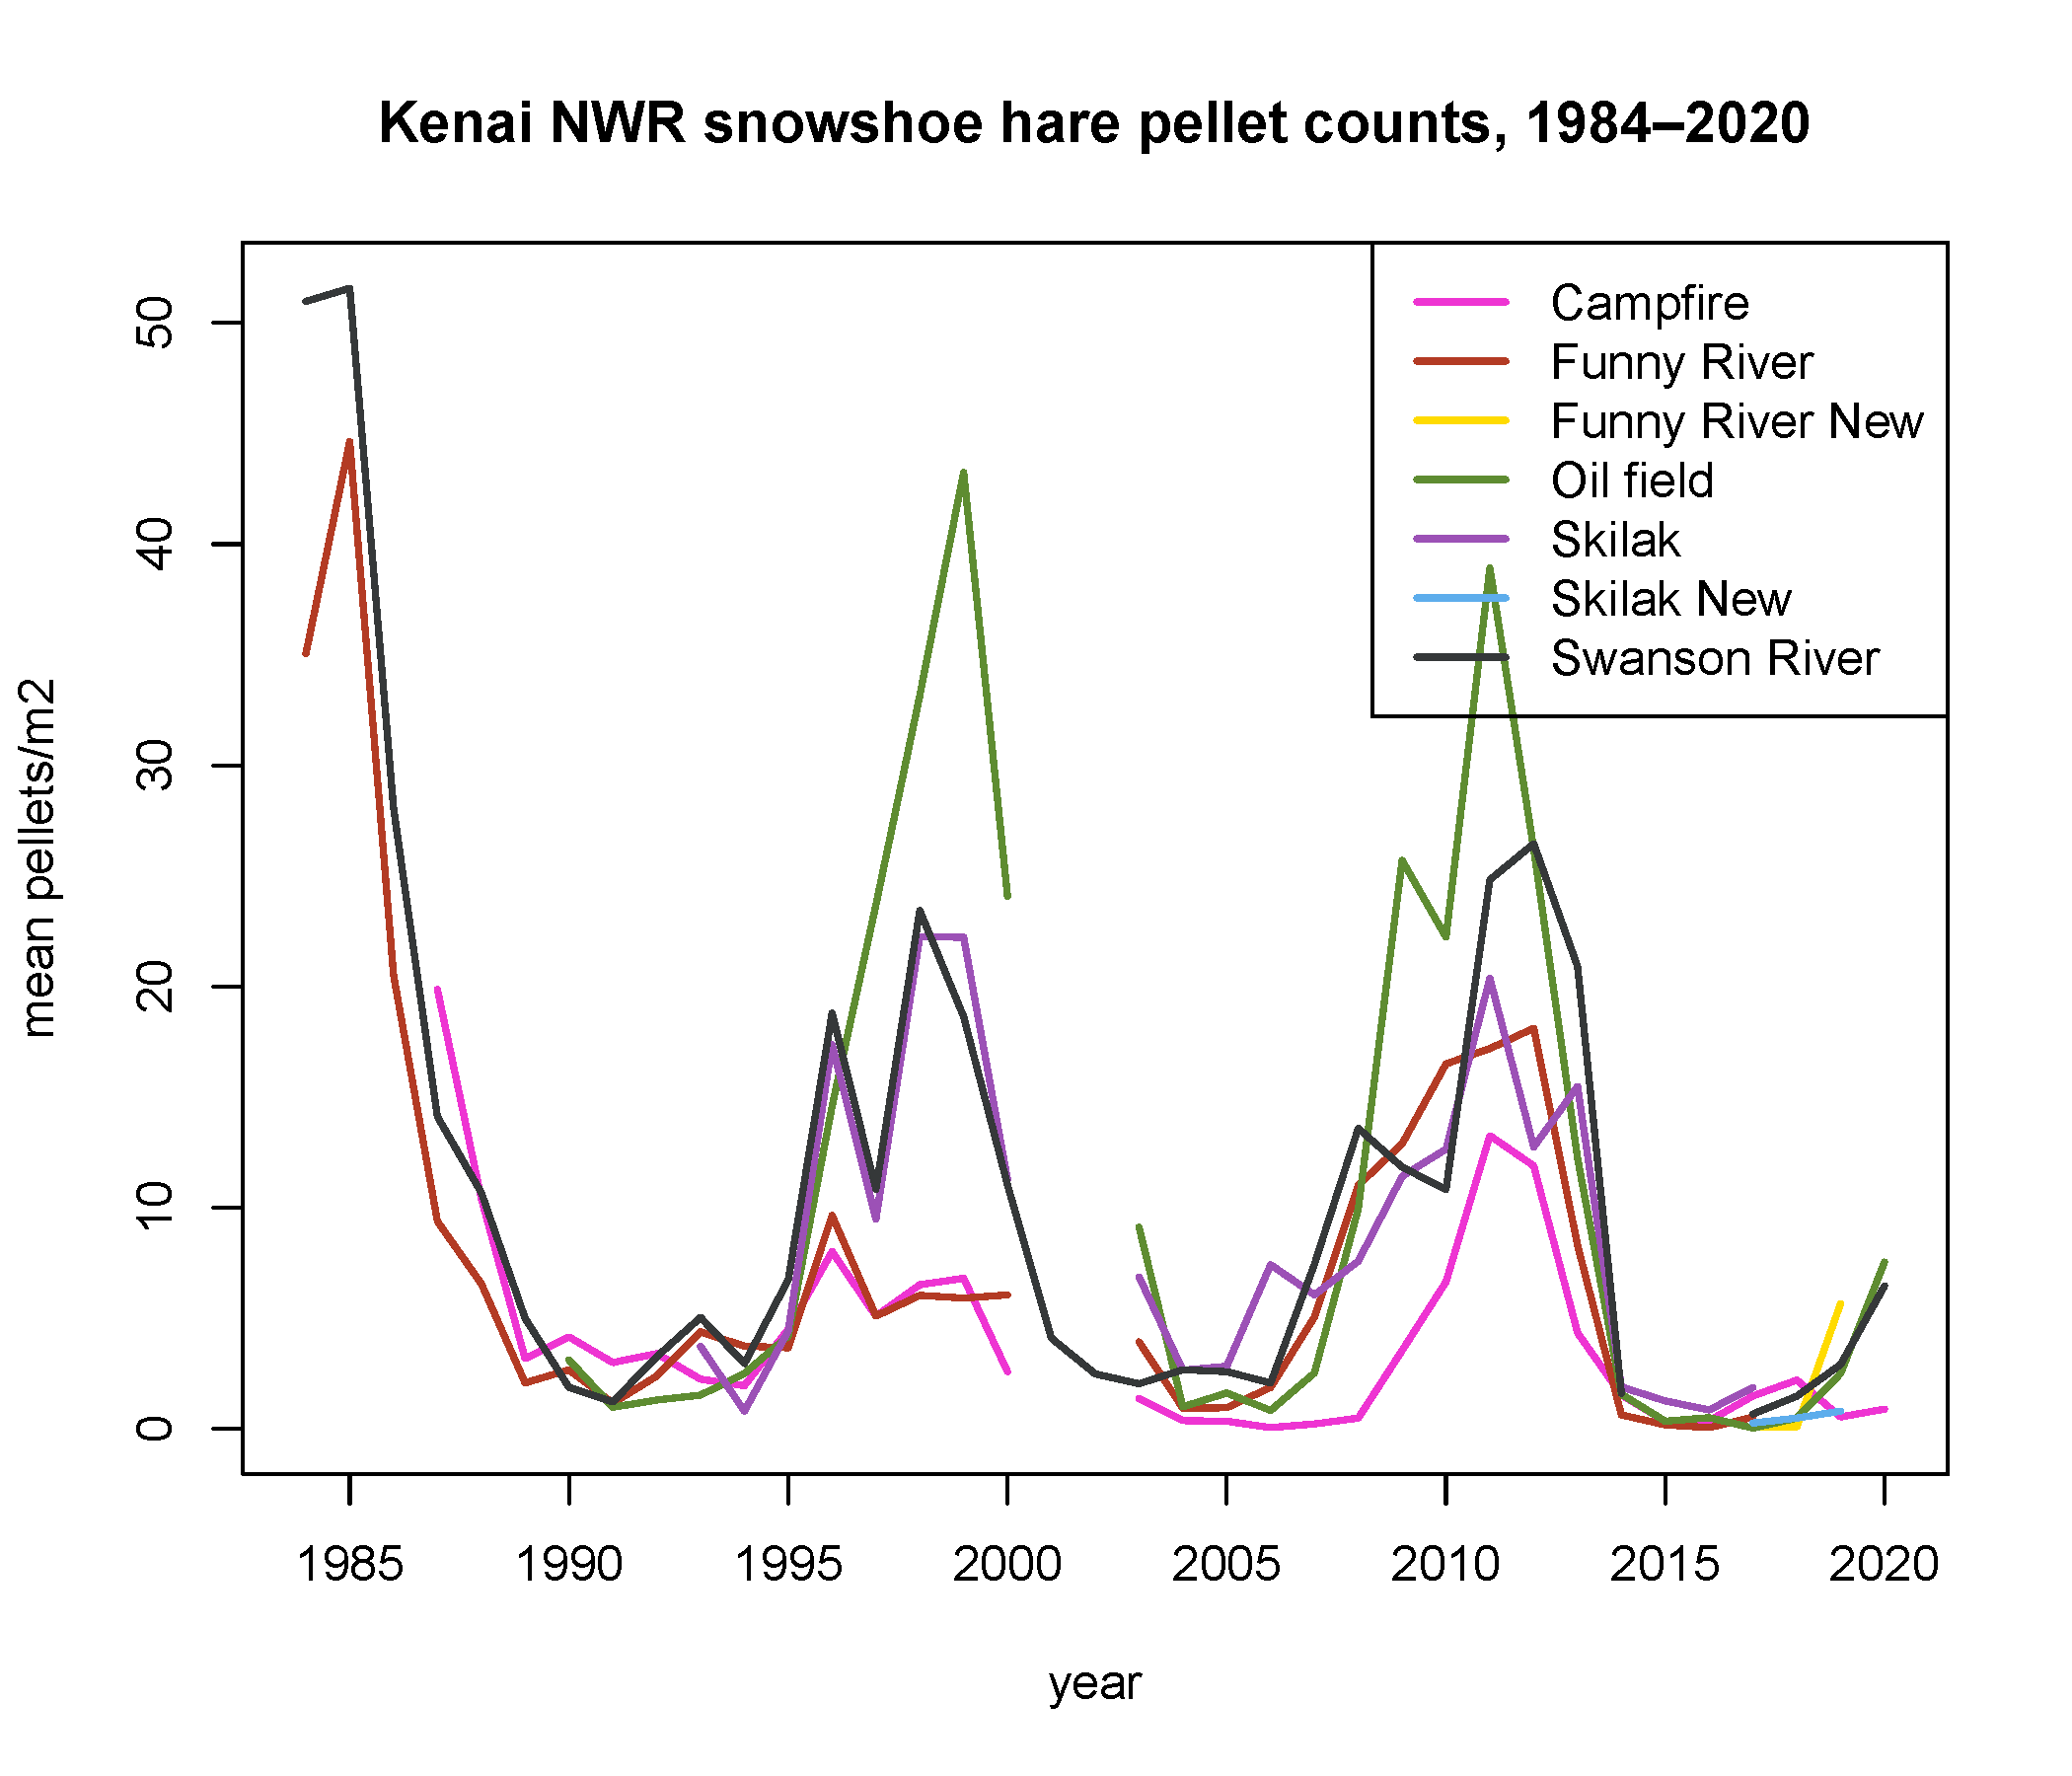 Kenai NWR snowshoe hare pellet counts, 1984–2020
Campfire
Funny River
Funny River New
Oil field
Skilak
Skilak New
Swanson River
mean pellets/m2
50
40
30
20
10
0
1985 1990 1995 2000 2005 2010 2015 2020
year